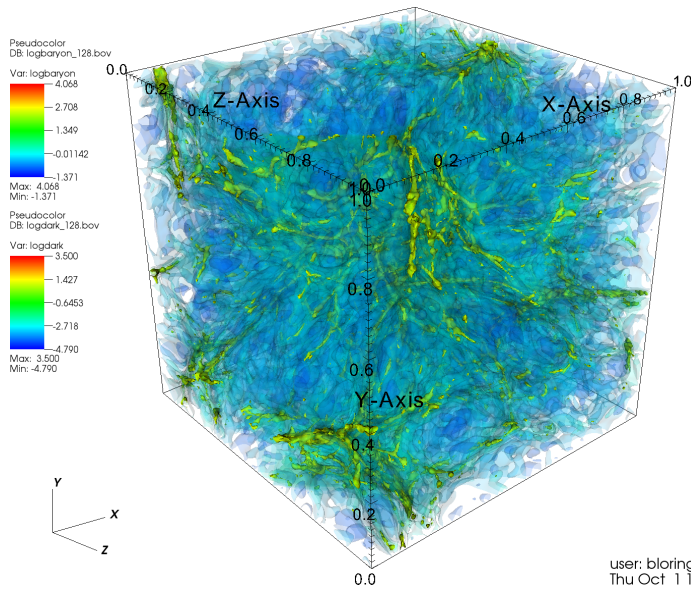 Pseudocolor
DB: logbaryon_128.bov
Var: logbaryon
4.068
2.708
1.349
-0.01142
-1.371
Max: 4.068
Min: -1.371
Pseudocolor
DB: logdark_128.bov
Var: logdark
3.500
1.427
-0.6453
-2.718
-4.790
Max: 3.500
Min: -4.790
0.0
0.2
0.4
0.6
0.8
Z-Axis
X-Axis
1.0
0.8
0.6
0.4
0.2
0.0
1.0
0.8
0.6
Y-Axis
0.4
0.2
0.0
Y
X
Z
user: bloring
Thu Oct 1 1